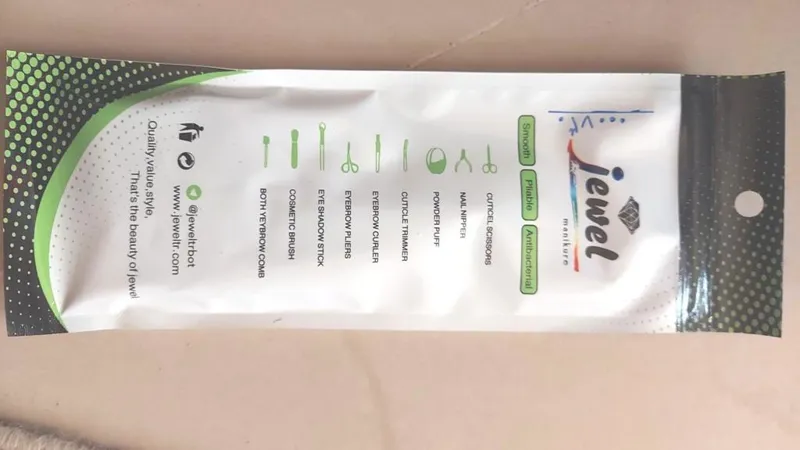 jewel
manikure
Smooth Pliable Antibacterial
CUTICEL SCISSORS
NAIL NIPPER
POWDER PUFF
CUTICLE TRIMMER
EYEBROW CURLER
EYEBROW PLIERS
EYE SHADOW STICK
COSMETIC BRUSH
BOTH YEYBROW COMB
@jeweltrbot
www.jeweltr.com
Quality,value,style,
That's the beauty of jewel